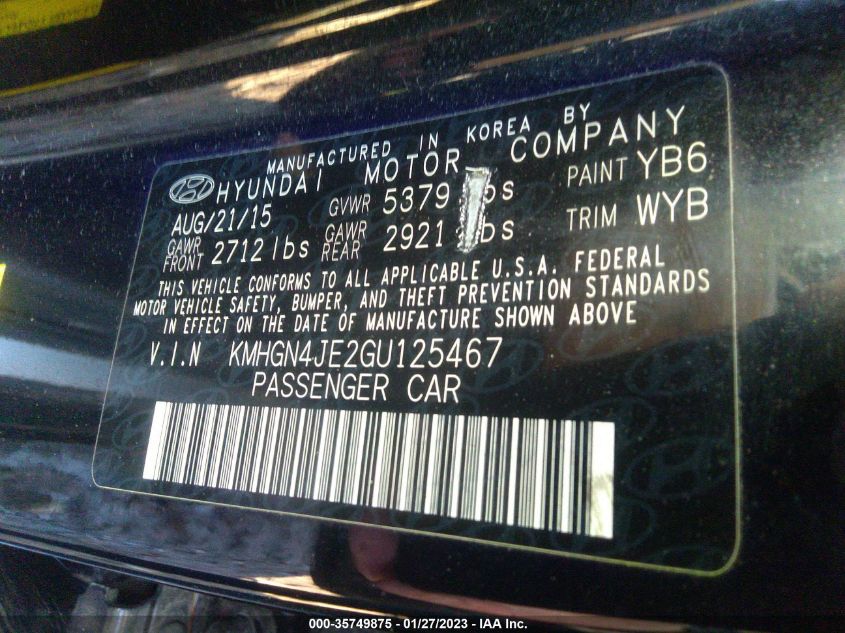 MANUFACTURED IN KOREA BY
HYUNDAI MOTOR COMPANY
AUG/21/15 GVWR 5379 lbs PAINT YB6
GAWR FRONT 2712 lbs GAWR REAR 2921 lbs TRIM WYB
THIS VEHICLE CONFORMS TO ALL APPLICABLE U.S.A. FEDERAL
MOTOR VEHICLE SAFETY, BUMPER, AND THEFT PREVENTION STANDARDS
IN EFFECT ON THE DATE OF MANUFACTURE SHOWN ABOVE
V.I.N KMHGN4JE2GU125467
PASSENGER CAR
000-35749875 - 01/27/2023 - IAA Inc.